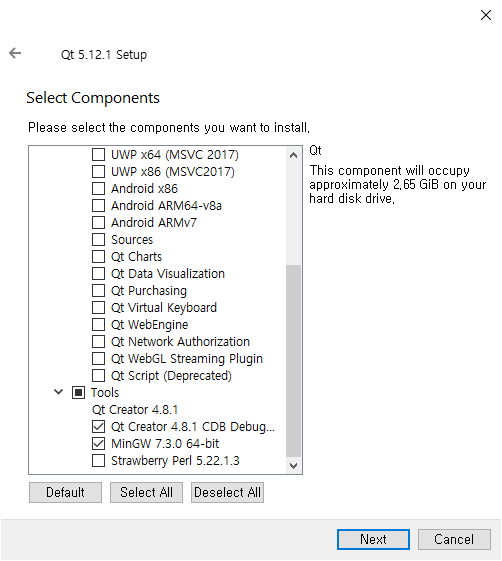 Qt 5.12.1 Setup
Select Components
Please select the components you want to install.
UWP x64 (MSVC 2017)
UWP x86 (MSVC2017)
Android x86
Android ARM64-v8a
Android ARMv7
Sources
Qt Charts
Qt Data Visualization
Qt Purchasing
Qt Virtual Keyboard
Qt WebEngine
Qt Network Authorization
Qt WebGL Streaming Plugin
Qt Script (Deprecated)
Tools
Qt Creator 4.8.1
Qt Creator 4.8.1 CDB Debug...
MinGW 7.3.0 64-bit
Strawberry Perl 5.22.1.3
Qt
This component will occupy
approximately 2.65 GiB on your
hard disk drive.
Default
Select All
Deselect All
Next
Cancel